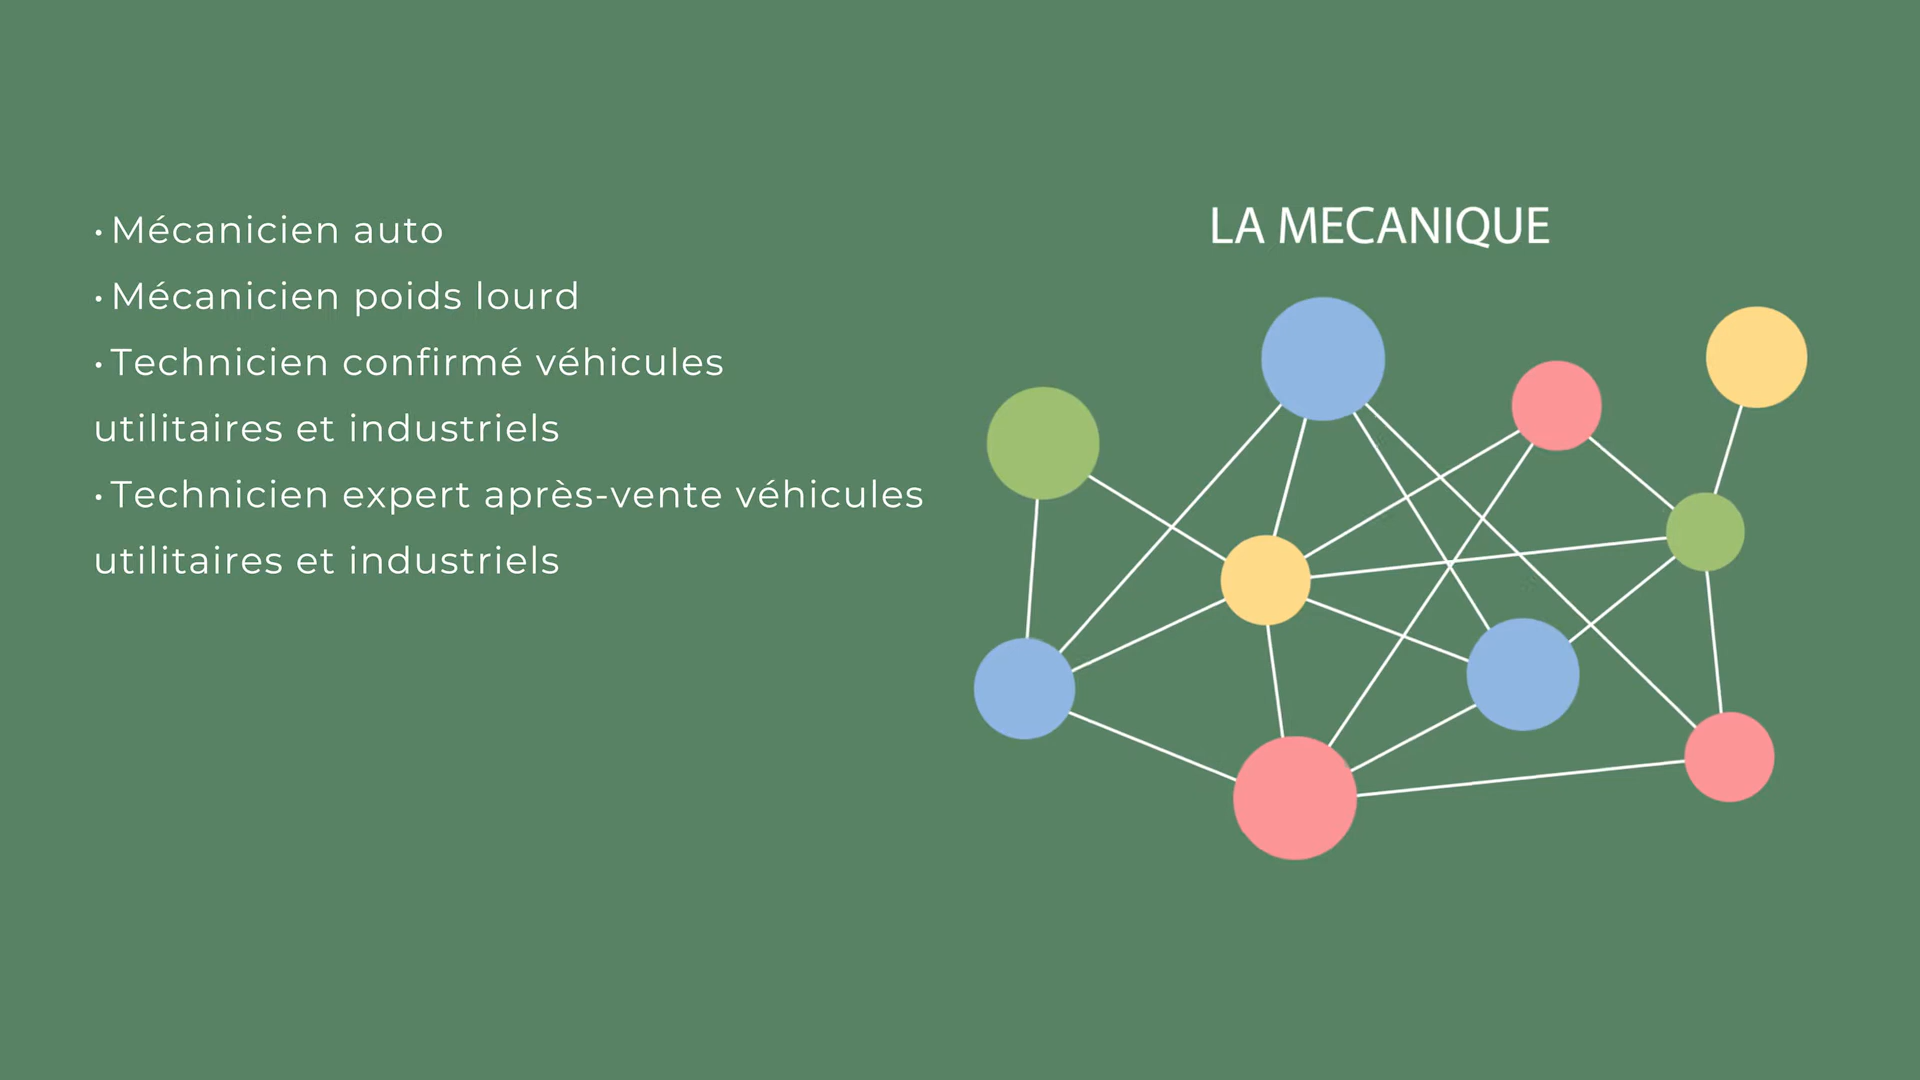 • Mécanicien auto
• Mécanicien poids lourd
• Technicien confirmé véhicules
utilitaires et industriels
• Technicien expert après-vente véhicules
utilitaires et industriels
LA MECANIQUE